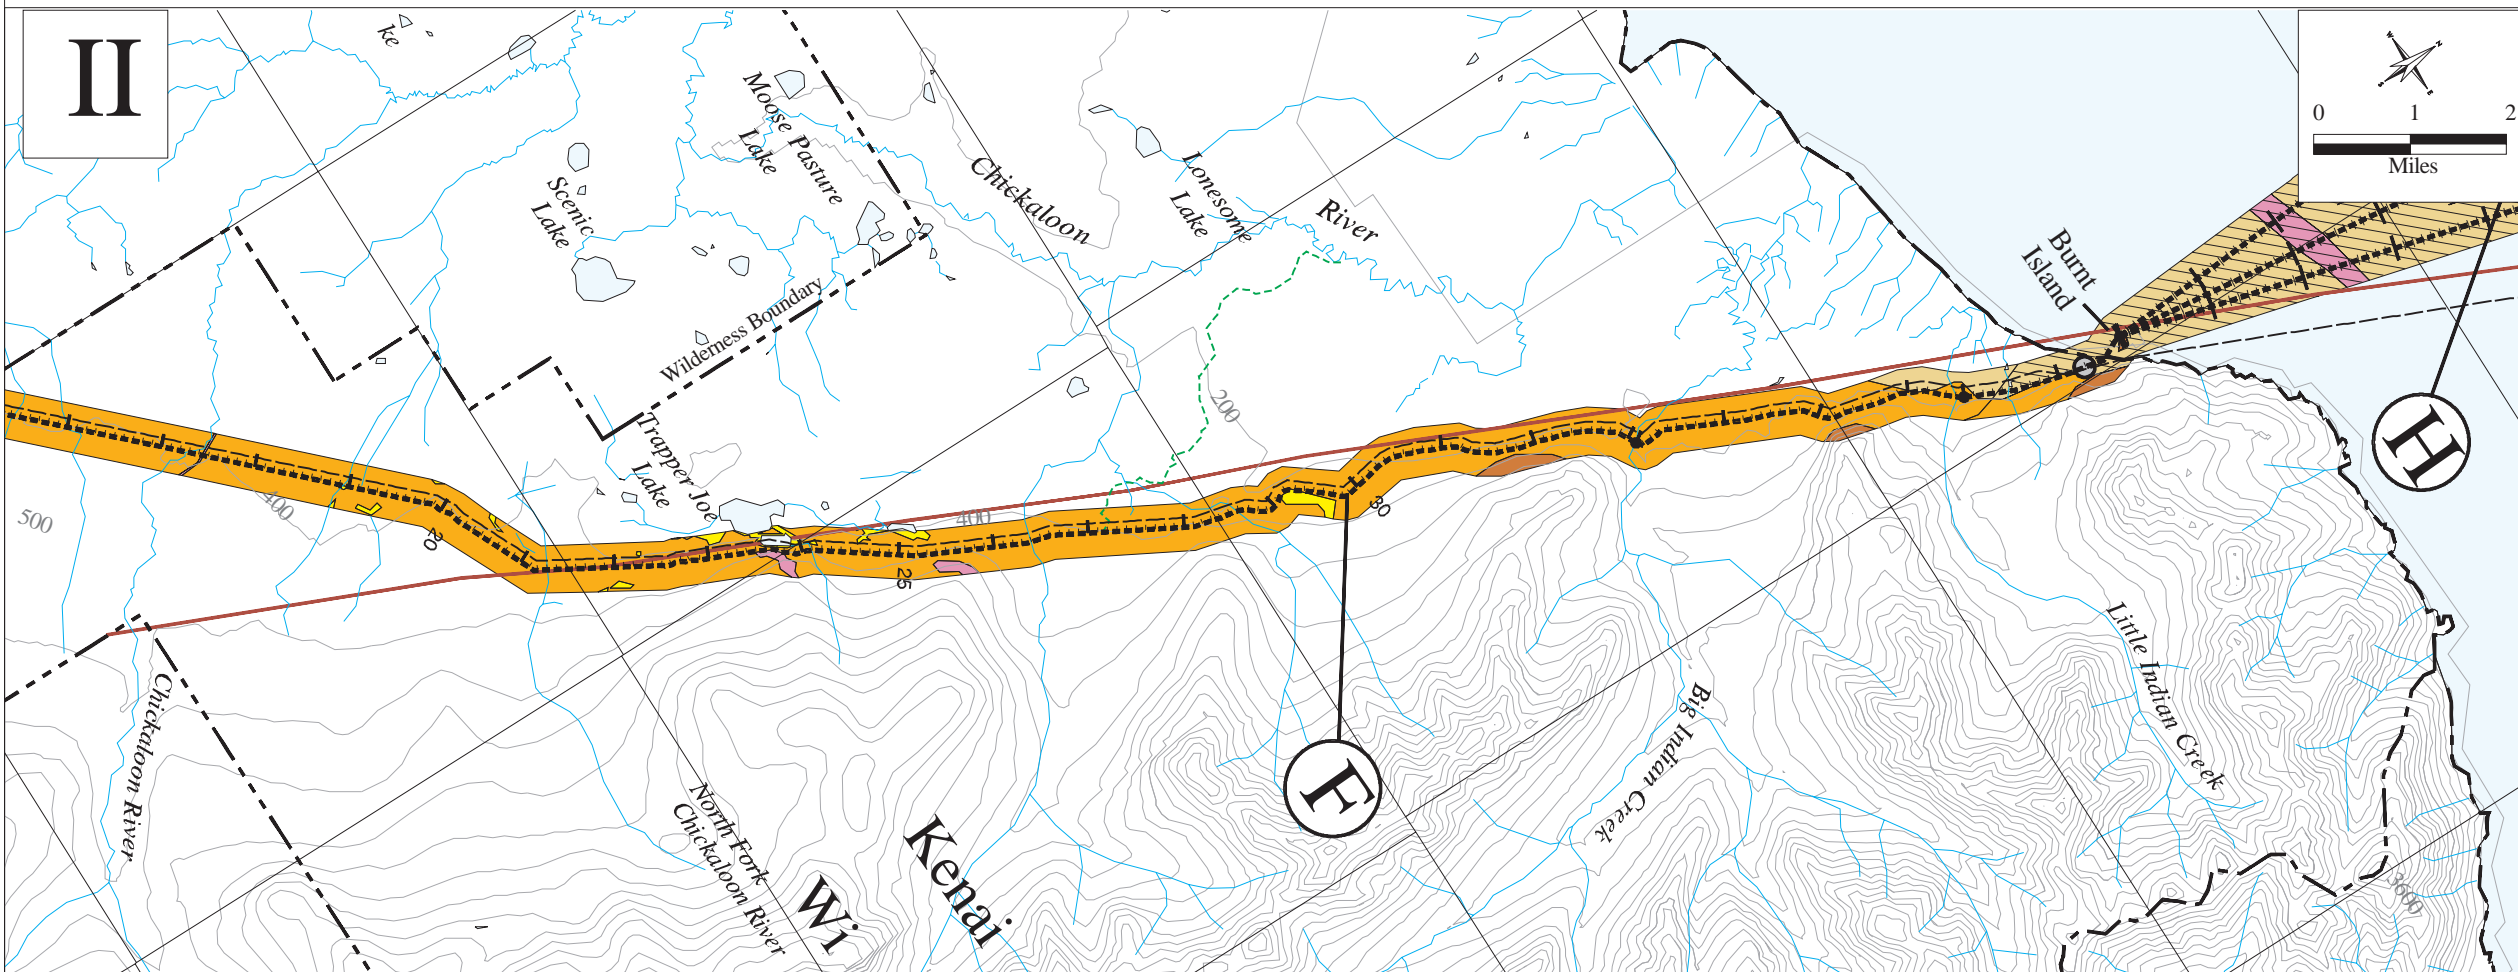 II
ke
Moose Pasture
Lake
Scenic
Lake
Chickaloon
River
Lonesome
Lake
Wilderness Boundary
Burnt
Island
N
0 1 2
Miles
H
500
400
20
Trapper Joe
Lake
400
25
200
30
F
Chickaloon River
North Fork
Chickaloon River
Wi
Kenai
Big Indian Creek
Little Indian Creek
3600